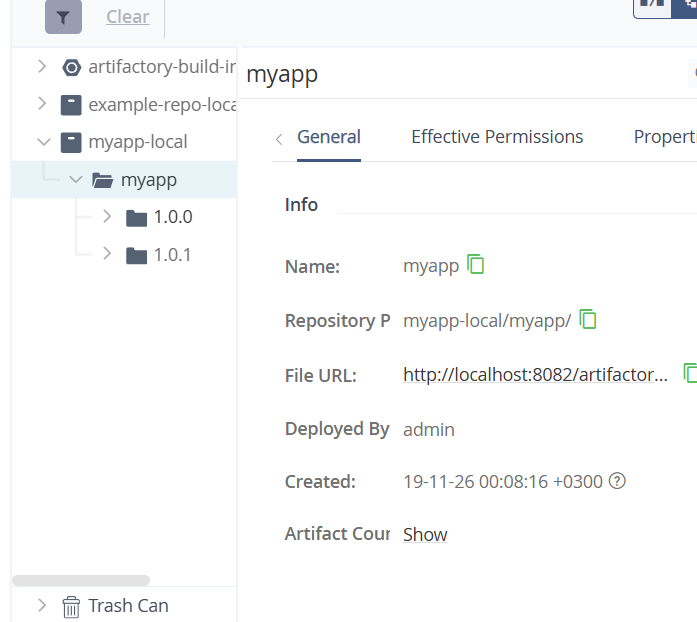 Clear
artifactory-build-in
example-repo-loca
myapp-local
myapp
1.0.0
1.0.1
Trash Can
myapp
General
Effective Permissions
Properti
Info
Name:
myapp
Repository P
myapp-local/myapp/
File URL:
http://localhost:8082/artifactor...
Deployed By
admin
Created:
19-11-26 00:08:16 +0300
Artifact Cour
Show